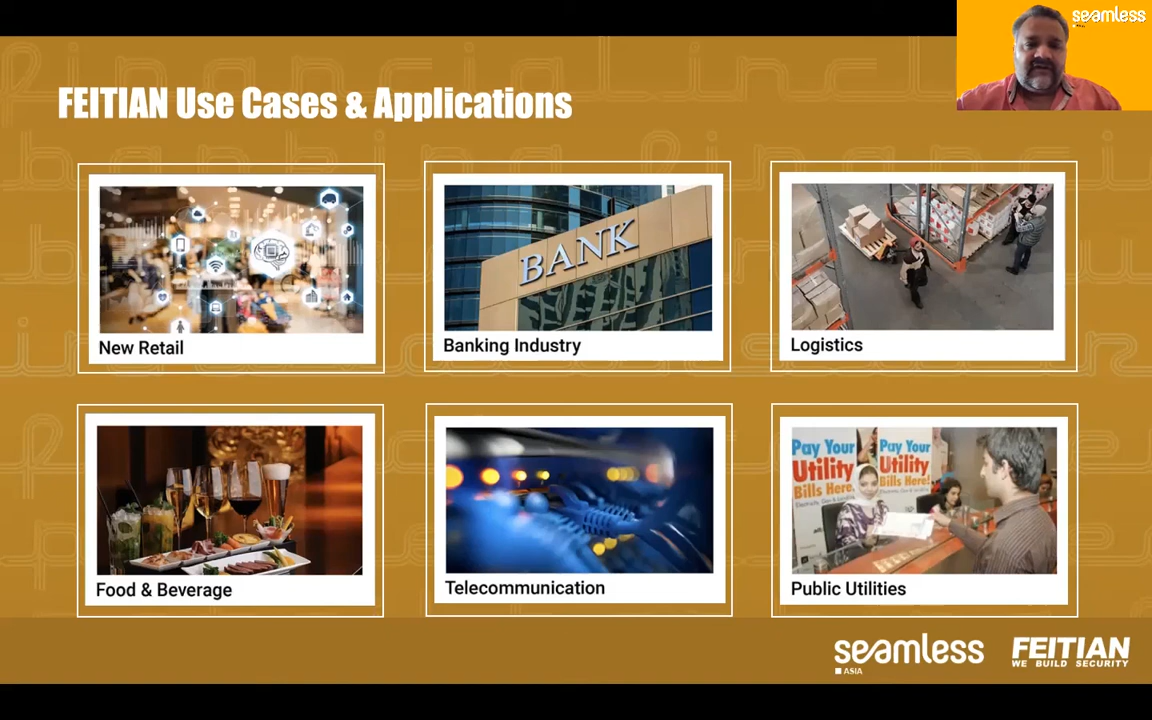 seamless
FEITIAN Use Cases & Applications
BANK
New Retail
Banking Industry
Logistics
Pay Your
Utility
Bills Here.
Pay Your
Utility
Bills Here!
Food & Beverage
Telecommunication
Public Utilities
seamless
ASIA
FEITIAN
WE BUILD SECURITY